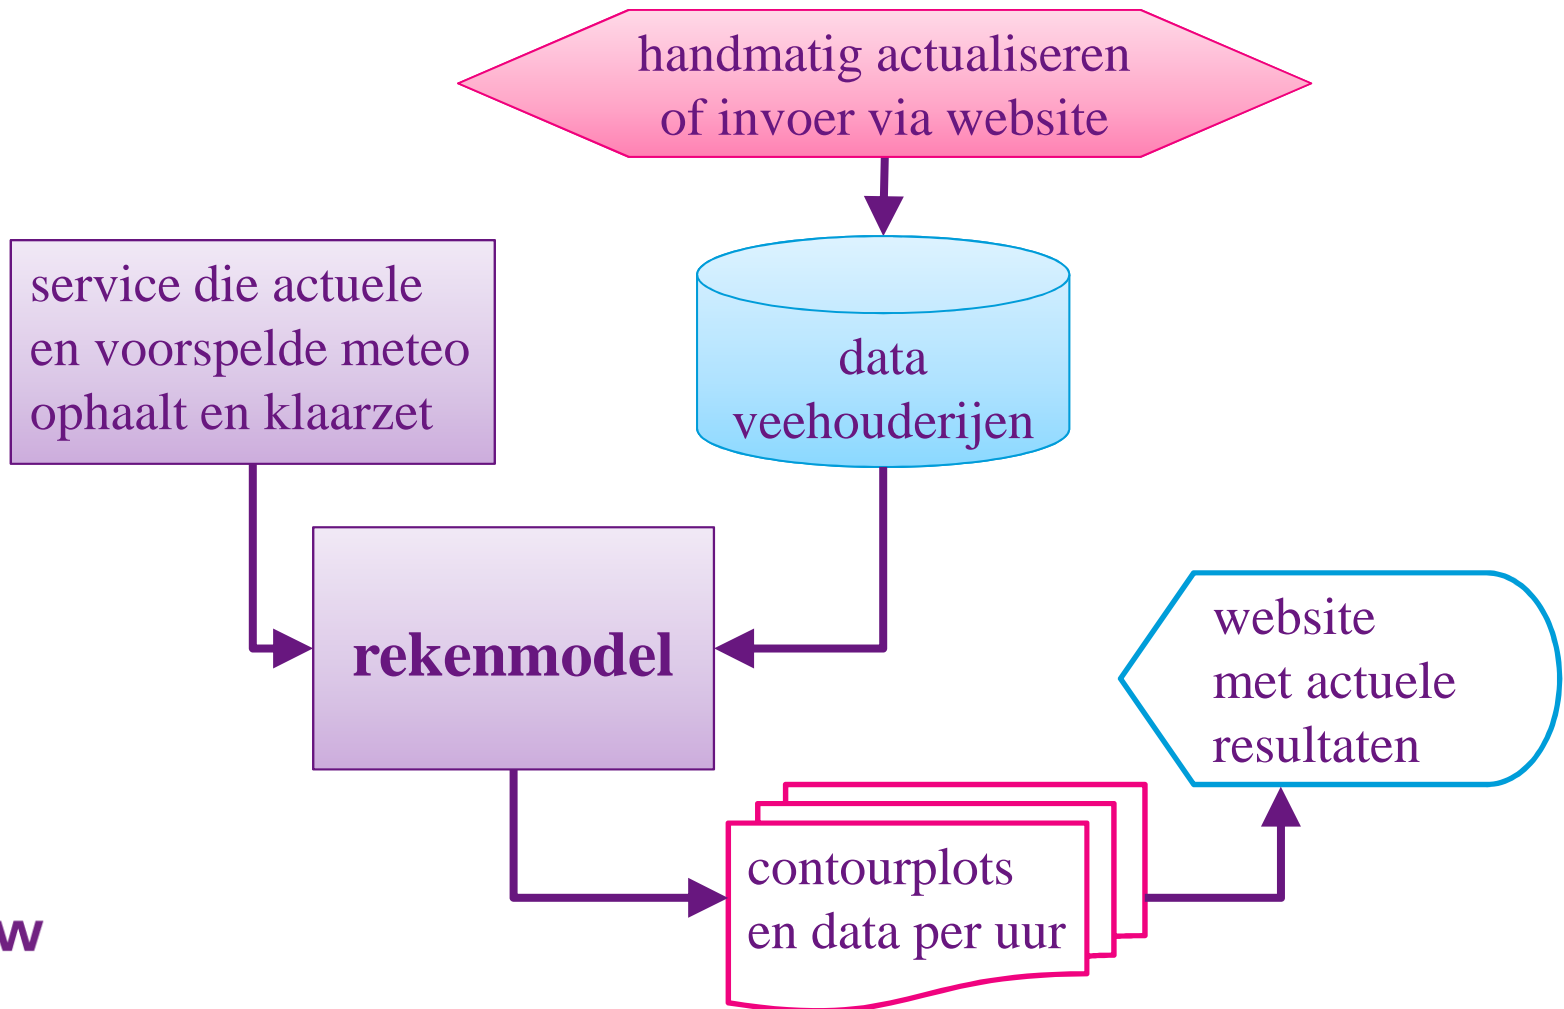 handmatig actualiseren
of invoer via website
service die actuele
en voorspelde meteo
ophaalt en klaarzet
data
veehouderijen
rekenmodel
website
met actuele
resultaten
contourplots
en data per uur
w